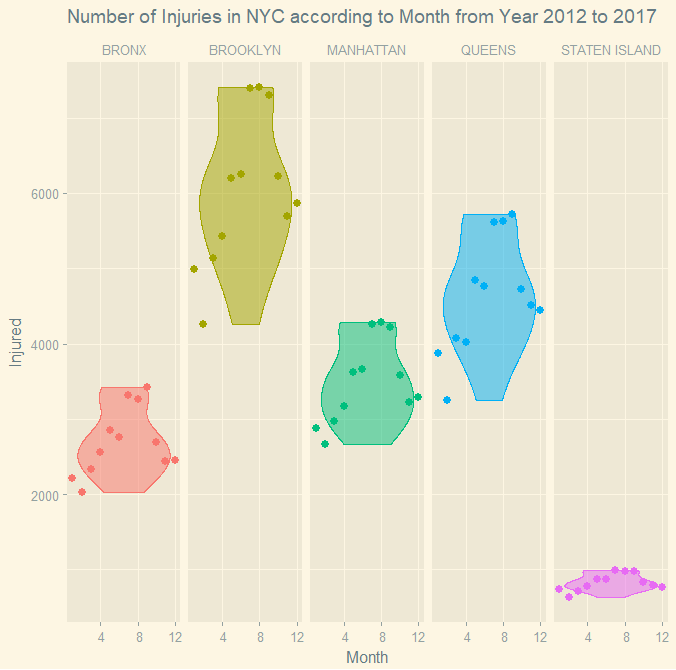 Number of Injuries in NYC according to Month from Year 2012 to 2017
BRONX BROOKLYN MANHATTAN QUEENS STATEN ISLAND
6000
4000
2000
Injured
4 8 12 4 8 12 4 8 12 4 8 12 4 8 12
Month